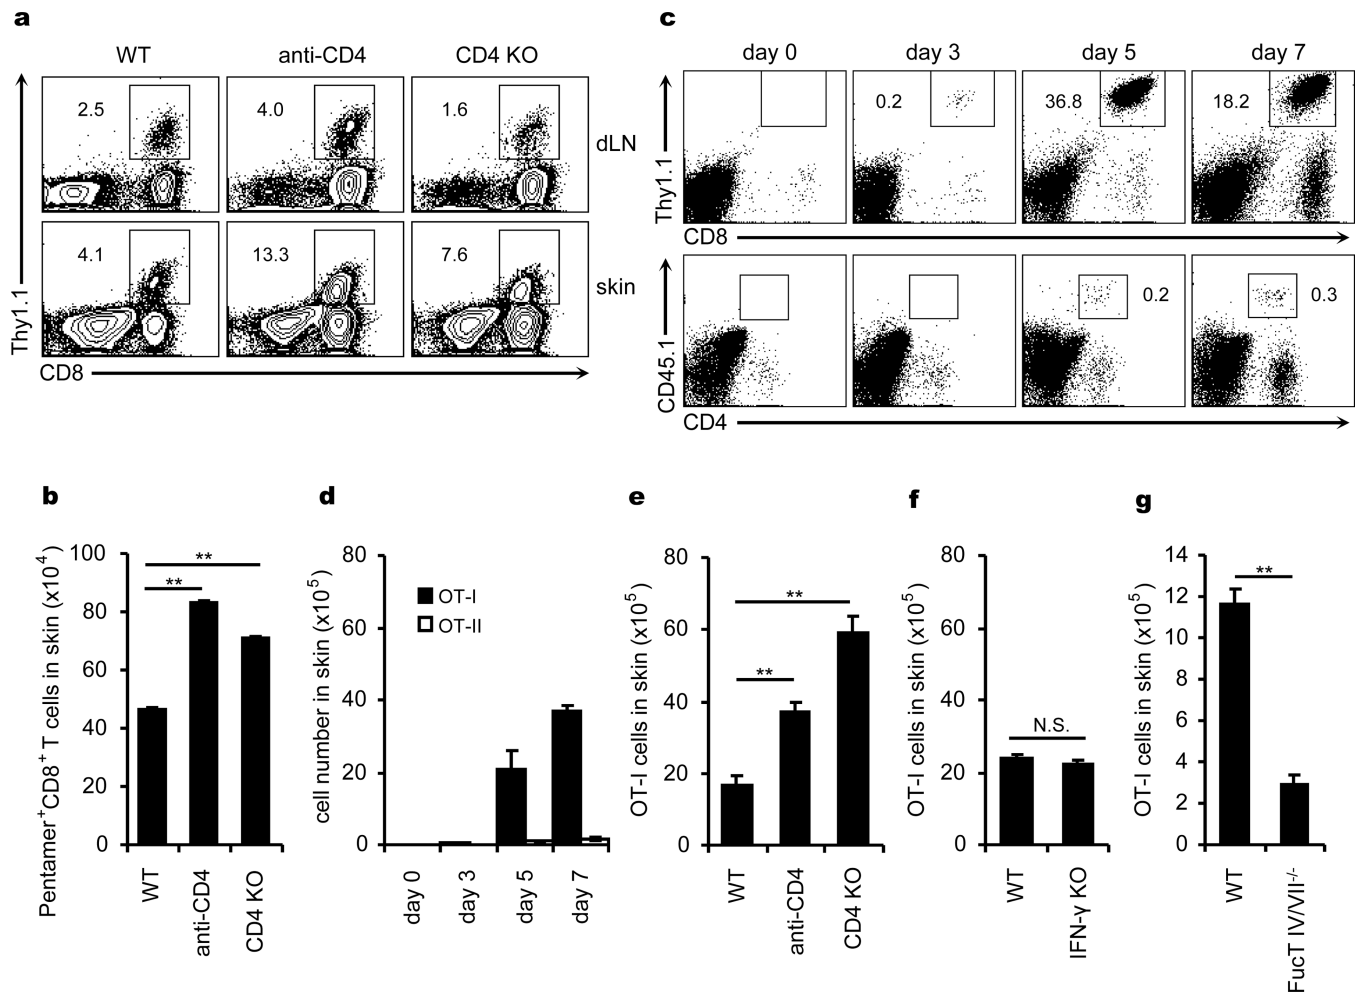 a
WT anti-CD4 CD4 KO
2.5 4.0 1.6 dLN
4.1 13.3 7.6 skin
Thy1.1
CD8
c
day 0 day 3 day 5 day 7
0.2 36.8 18.2
Thy1.1
CD8
0.2 0.3
CD45.1
CD4
b
Pentamer⁺CD8⁺ T cells in skin (x10⁴)
100
80
60
40
20
0
**
**
WT
anti-CD4
CD4 KO
d
cell number in skin (x10⁵)
80
60
40
20
0
OT-I
OT-II
day 0
day 3
day 5
day 7
e
OT-I cells in skin (x10⁵)
80
60
40
20
0
**
**
WT
anti-CD4
CD4 KO
f
OT-I cells in skin (x10⁵)
80
60
40
20
0
N.S.
WT
IFN-γ KO
g
OT-I cells in skin (x10⁵)
14
12
10
8
6
4
2
0
**
WT
FucT IV/VII⁻/⁻